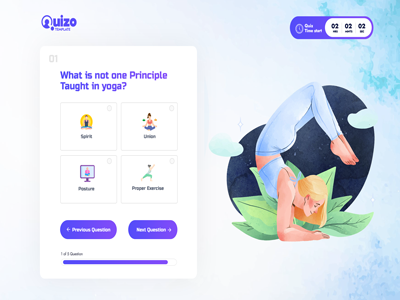 Quizo
TEMPLATE
Quiz
Time start
02
02
02
HRS
MINTS
SEC
01
What is not one Principle
Taught in yoga?
Spirit
Union
Posture
Proper Exercise
← Previous Question
Next Question →
1 of 5 Question